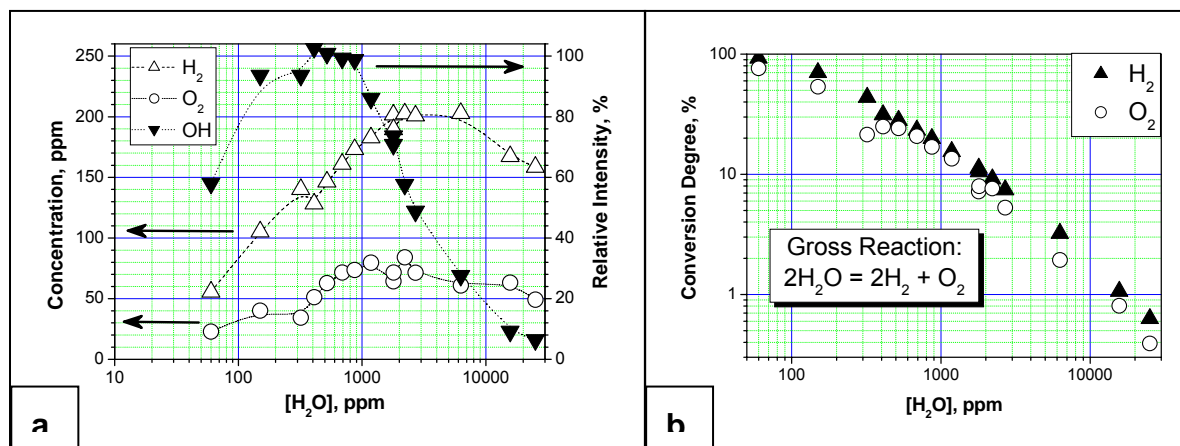 250
200
150
100
50
0
Concentration, ppm
H₂
O₂
OH
100
80
60
40
20
0
Relative Intensity, %
10 100 1000 10000
[H₂O], ppm
a
100
10
1
Conversion Degree, %
H₂
O₂
Gross Reaction:
2H₂O = 2H₂ + O₂
100 1000 10000
[H₂O], ppm
b